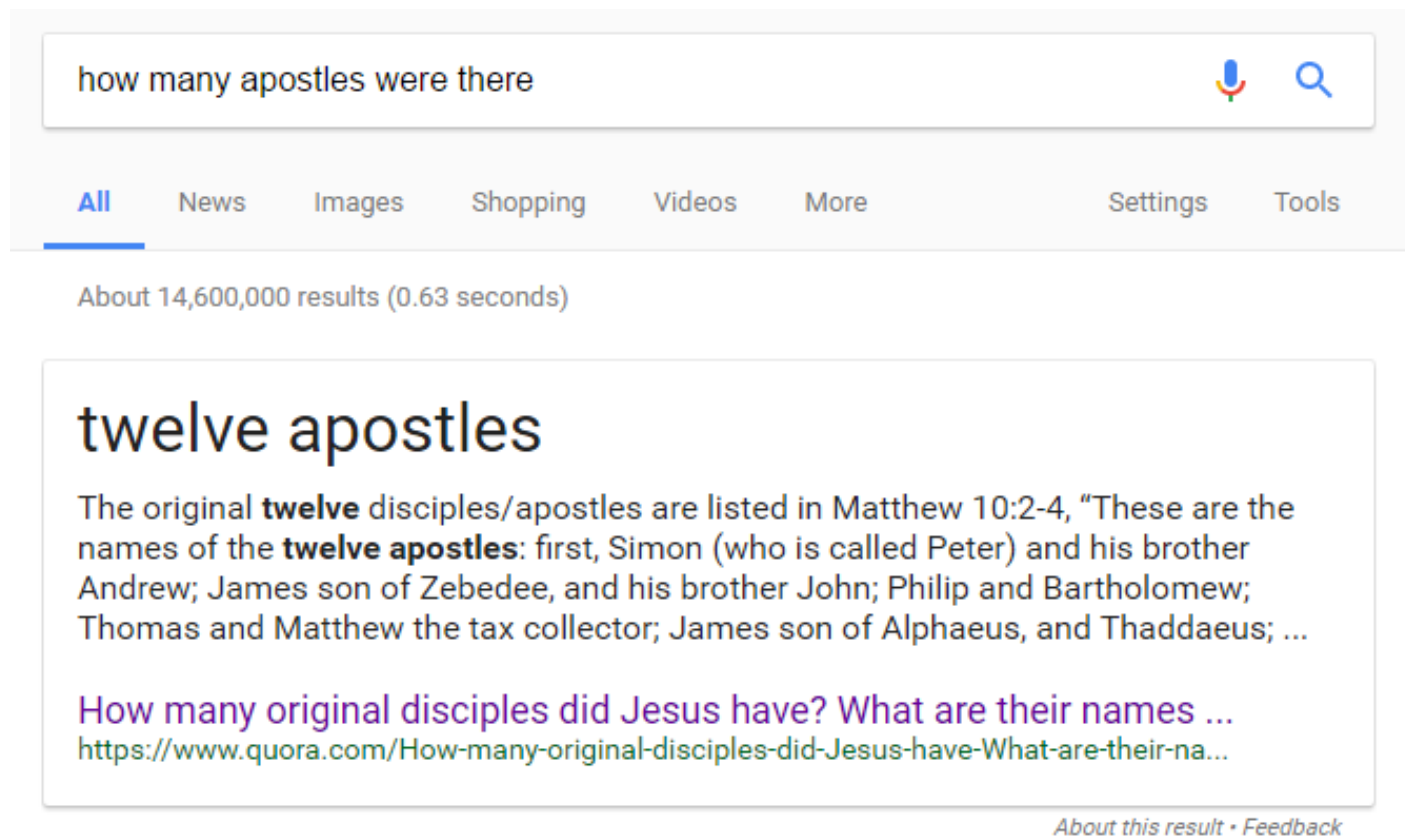 how many apostles were there
All News Images Shopping Videos More Settings Tools
About 14,600,000 results (0.63 seconds)
twelve apostles
The original twelve disciples/apostles are listed in Matthew 10:2-4, “These are the
names of the twelve apostles: first, Simon (who is called Peter) and his brother
Andrew; James son of Zebedee, and his brother John; Philip and Bartholomew;
Thomas and Matthew the tax collector; James son of Alphaeus, and Thaddaeus; ...
How many original disciples did Jesus have? What are their names ...
https://www.quora.com/How-many-original-disciples-did-Jesus-have-What-are-their-na...
About this result • Feedback